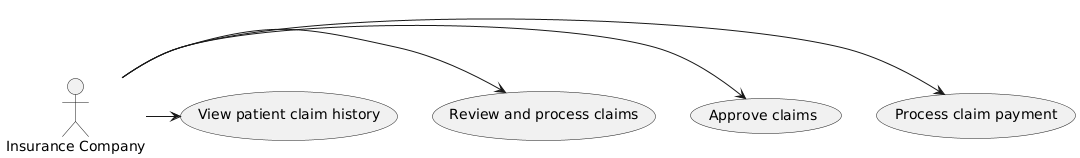 View patient claim history
Review and process claims
Approve claims
Process claim payment
Insurance Company